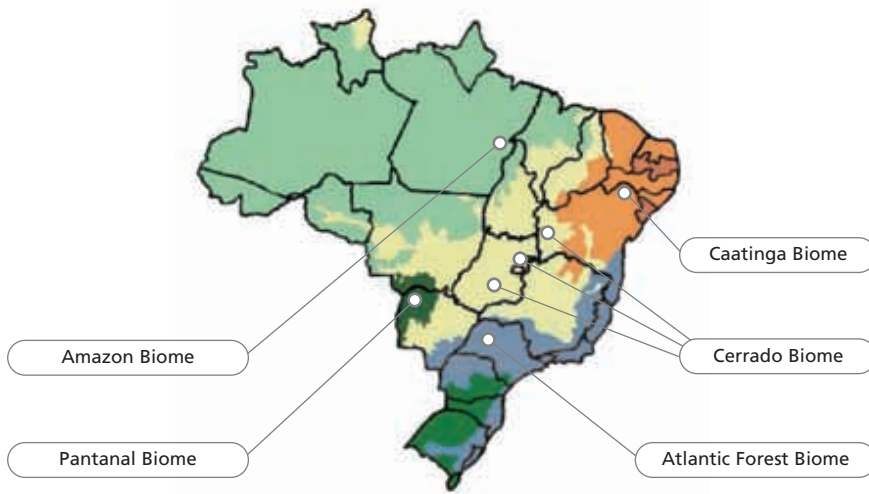 Caatinga Biome
Amazon Biome
Cerrado Biome
Pantanal Biome
Atlantic Forest Biome